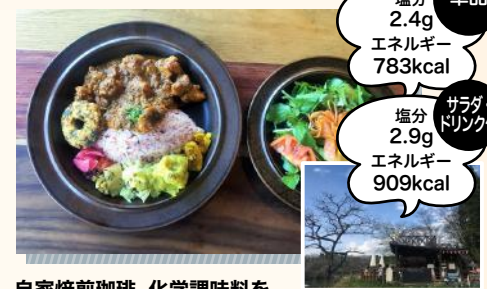 塩分
2.4g
エネルギー
783kcal
単品
塩分
2.9g
エネルギー
909kcal
サラダ・
ドリンク
自家焙煎珈琲、化学調味料を